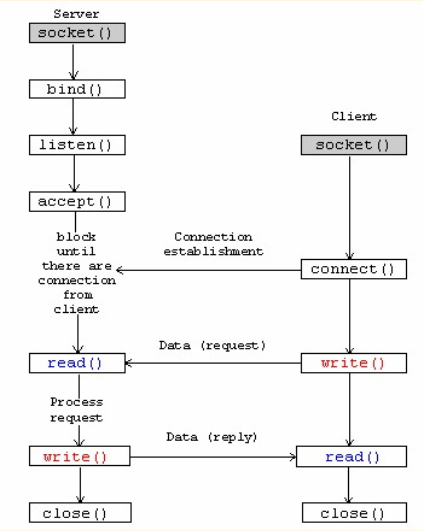 Server
socket()
bind()
Client
listen()
socket()
accept()
block
until
there are
connection
from
client
Connection
establishment
connect()
Data (request)
read()
write()
Process
request
Data (reply)
write()
read()
close()
close()